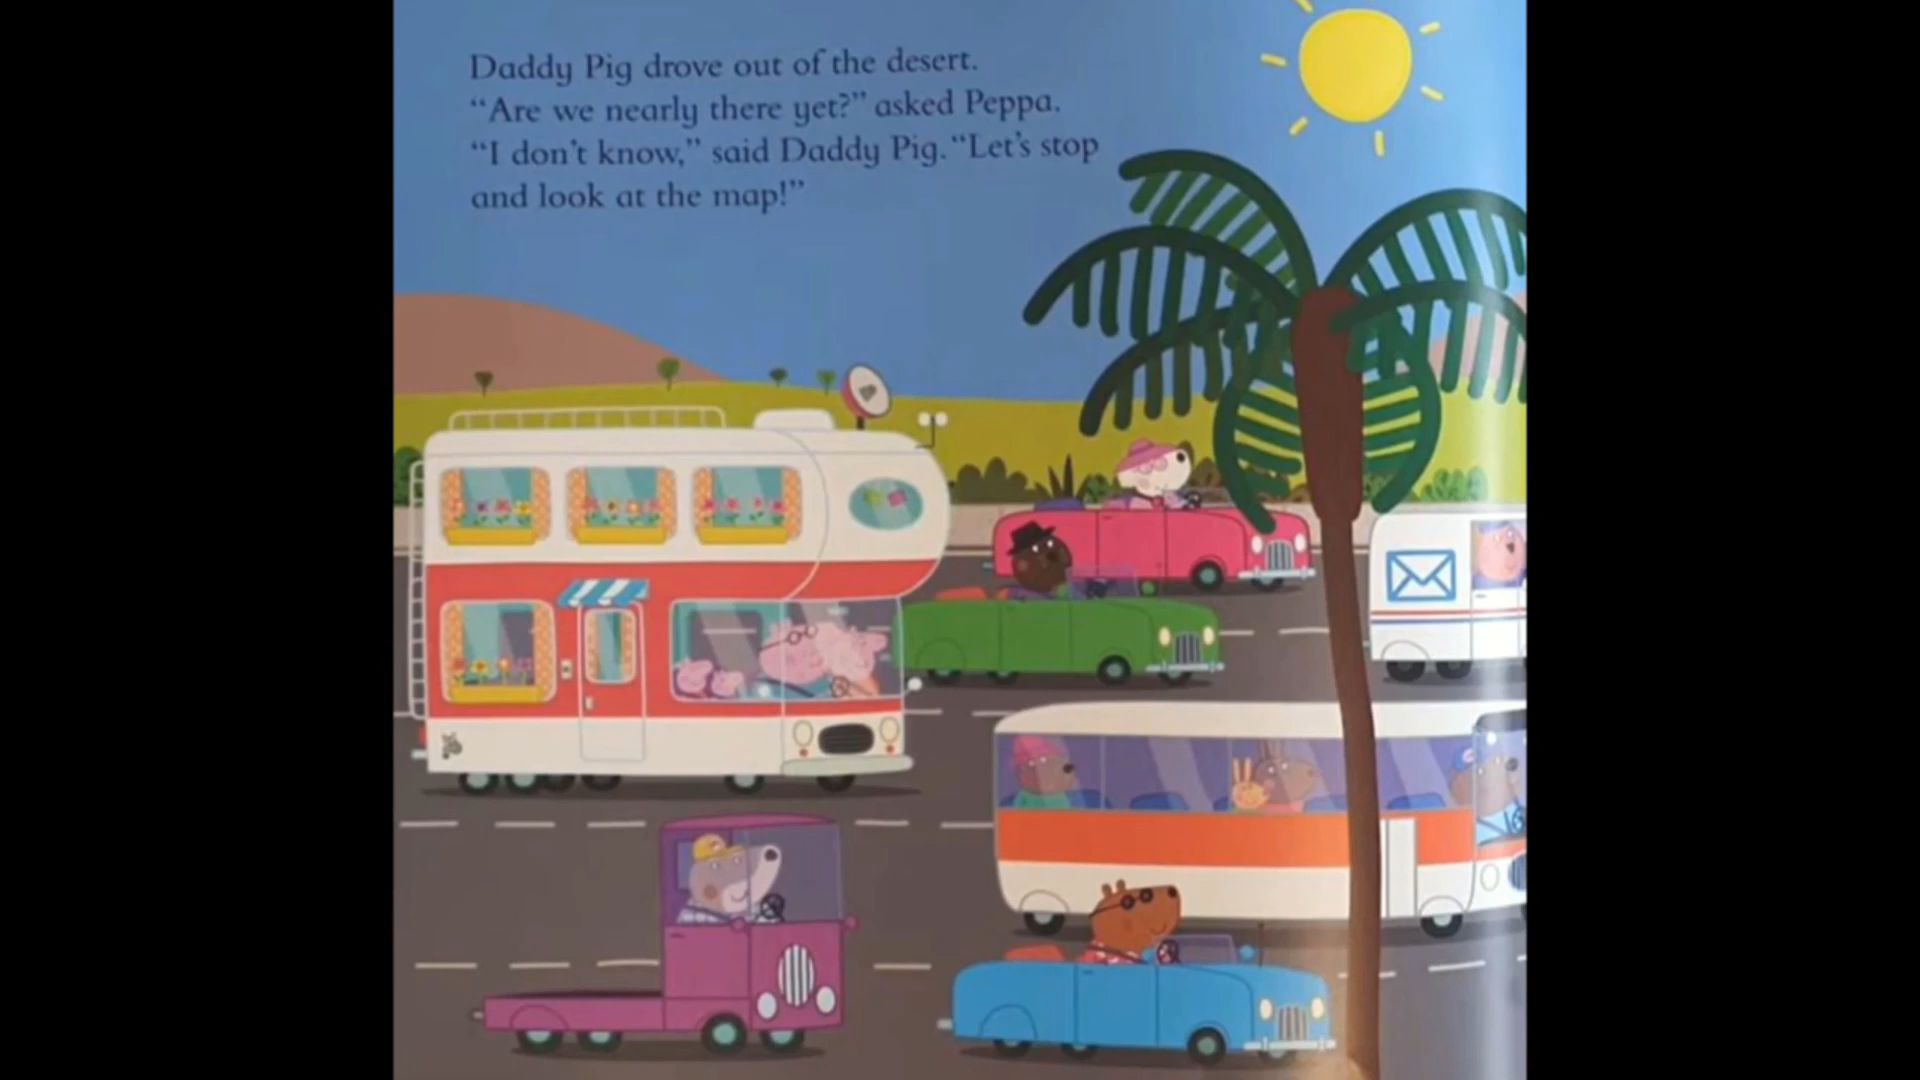 Daddy Pig drove out of the desert.
“Are we nearly there yet?” asked Peppa.
“I don't know,” said Daddy Pig. “Let's stop
and look at the map!”
16